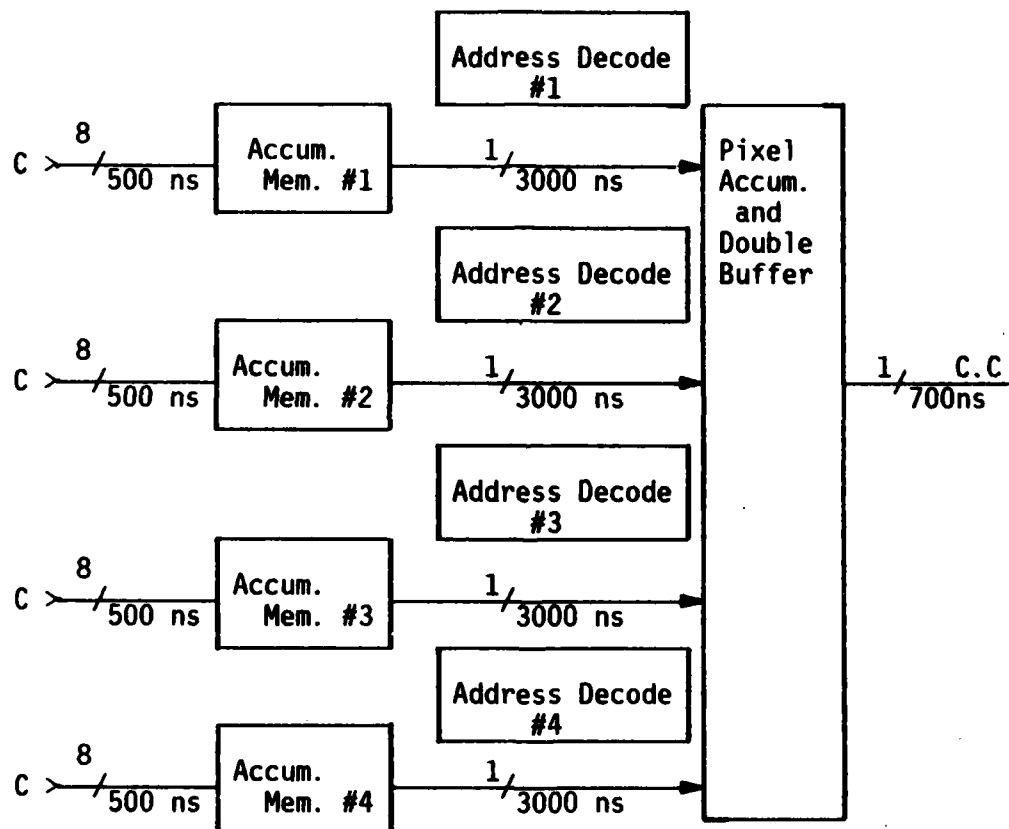 Address Decode
#1
8
C
500 ns
Accum.
Mem. #1
1
3000 ns
Pixel
Accum.
and
Double
Buffer
Address Decode
#2
8
C
500 ns
Accum.
Mem. #2
1
3000 ns
1
C.C
700ns
Address Decode
#3
8
C
500 ns
Accum.
Mem. #3
1
3000 ns
Address Decode
#4
8
C
500 ns
Accum.
Mem. #4
1
3000 ns